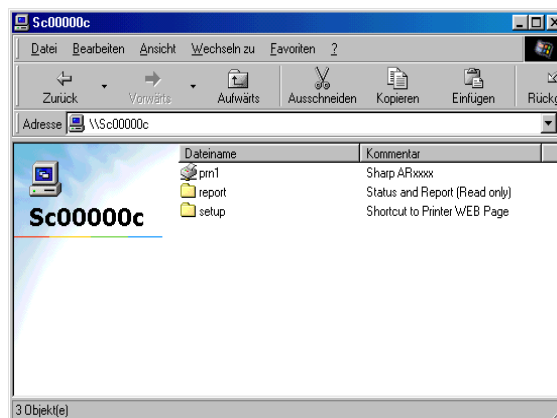 Sc00000c
Datei Bearbeiten Ansicht Wechseln zu Favoriten ?
Zurück Vorwärts Aufwärts Ausschneiden Kopieren Einfügen
Adresse \\Sc00000c
Dateiname Kommentar
prn1 Sharp ARxxxx
report Status and Report (Read only)
setup Shortcut to Printer WEB Page
Sc00000c
3 Objekt(e)